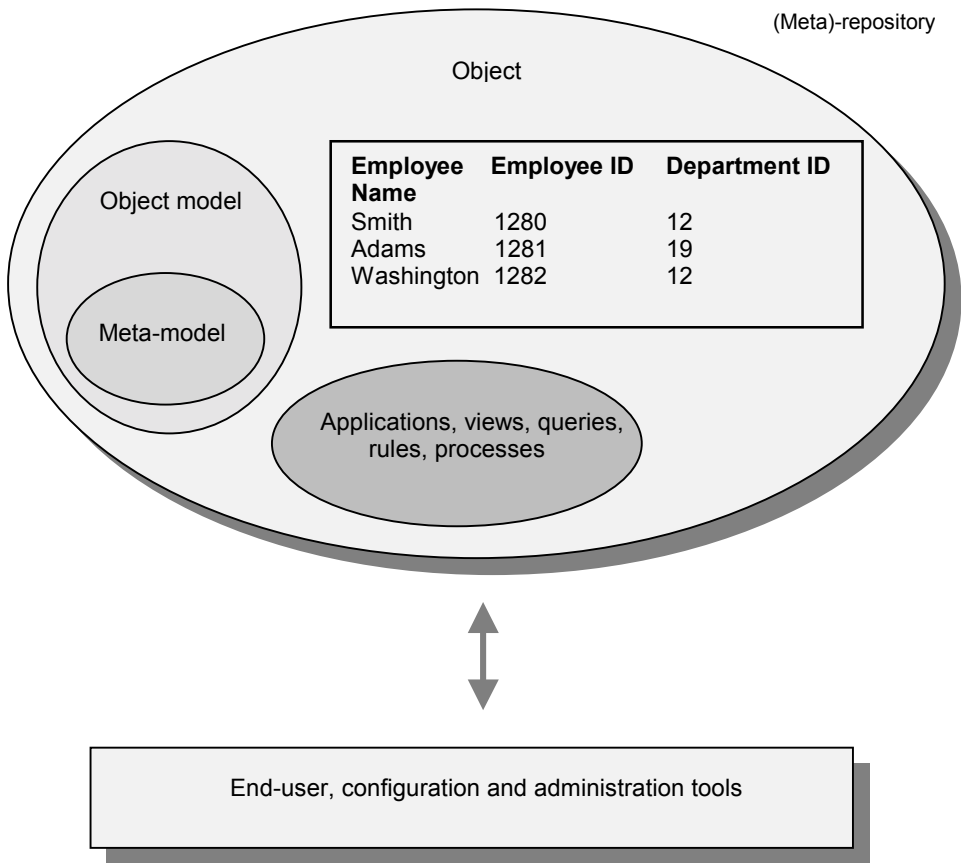 (Meta)-repository
Object
Employee Name Employee ID Department ID
Smith 1280 12
Adams 1281 19
Washington 1282 12
Object model
Meta-model
Applications, views, queries,
rules, processes
End-user, configuration and administration tools